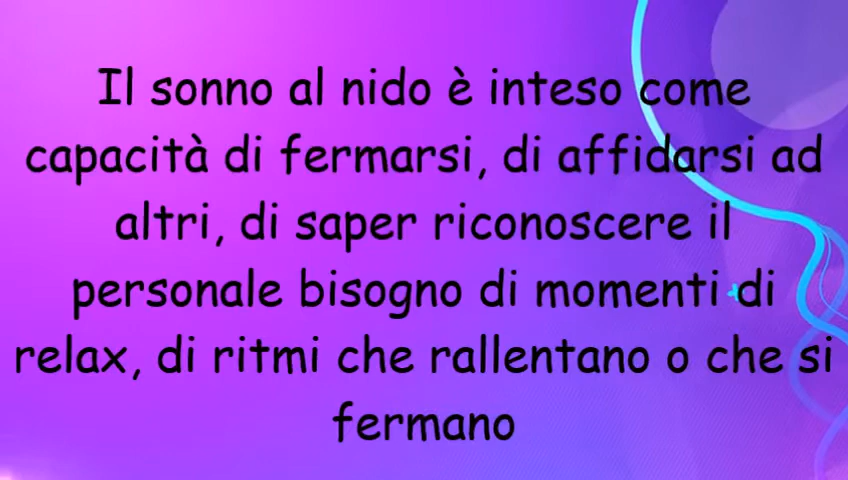 Il sonno al nido è inteso come
capacità di fermarsi, di affidarsi ad
altri, di saper riconoscere il
personale bisogno di momenti di
relax, di ritmi che rallentano o che si
fermano